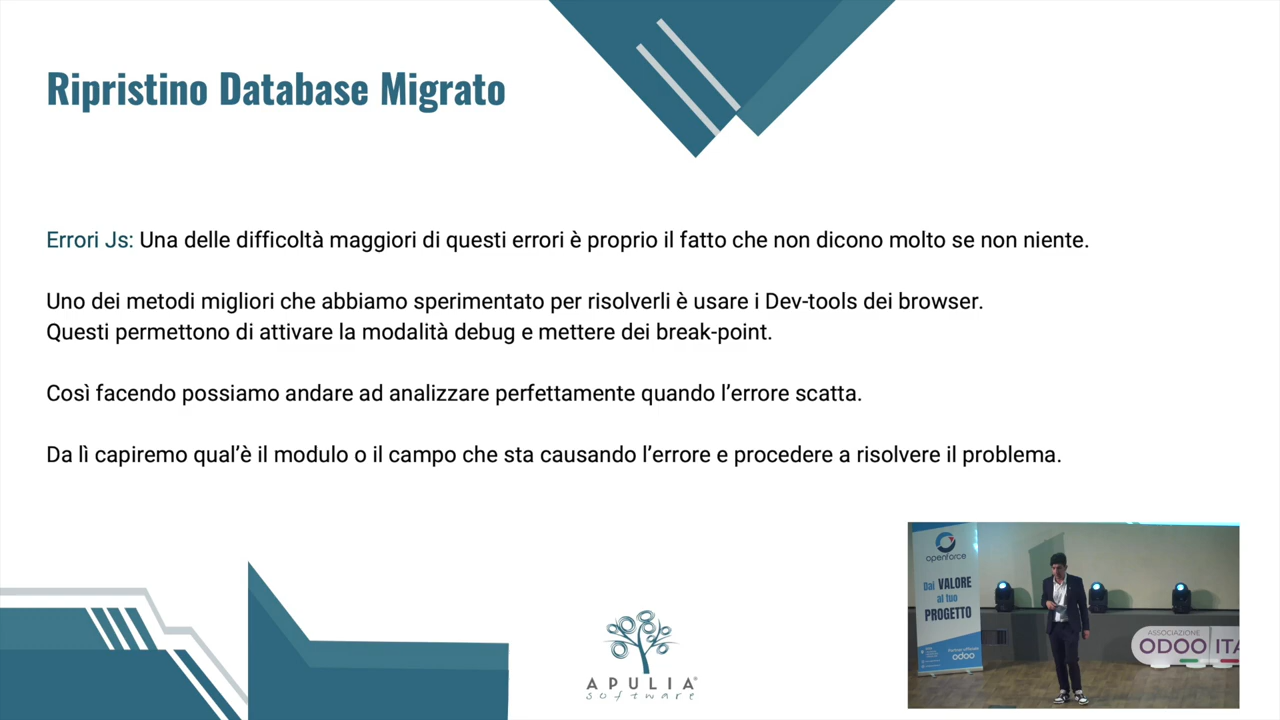 Ripristino Database Migrato
Errori Js: Una delle difficoltà maggiori di questi errori è proprio il fatto che non dicono molto se non niente.
Uno dei metodi migliori che abbiamo sperimentato per risolverli è usare i Dev-tools dei browser.
Questi permettono di attivare la modalità debug e mettere dei break-point.
Così facendo possiamo andare ad analizzare perfettamente quando l'errore scatta.
Da lì capiremo qual'è il modulo o il campo che sta causando l'errore e procedere a risolvere il problema.
APULIA
software
openforce
Dai VALORE
al tuo
PROGETTO
Partner ufficiale
odoo
ASSOCIAZIONE
ODOO ITA